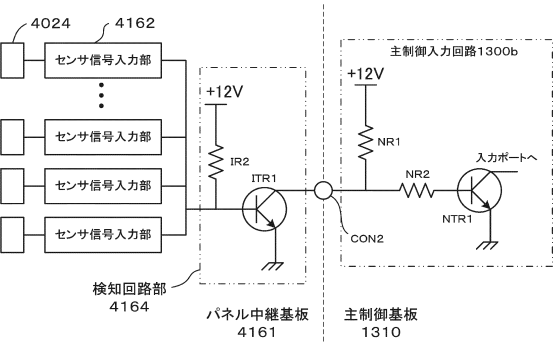 4024
4162
センサ信号入力部
センサ信号入力部
センサ信号入力部
センサ信号入力部
+12V
IR2
ITR1
検知回路部
4164
パネル中継基板
4161
CON2
主制御入力回路1300b
+12V
NR1
NR2
入力ポートへ
NTR1
主制御基板
1310